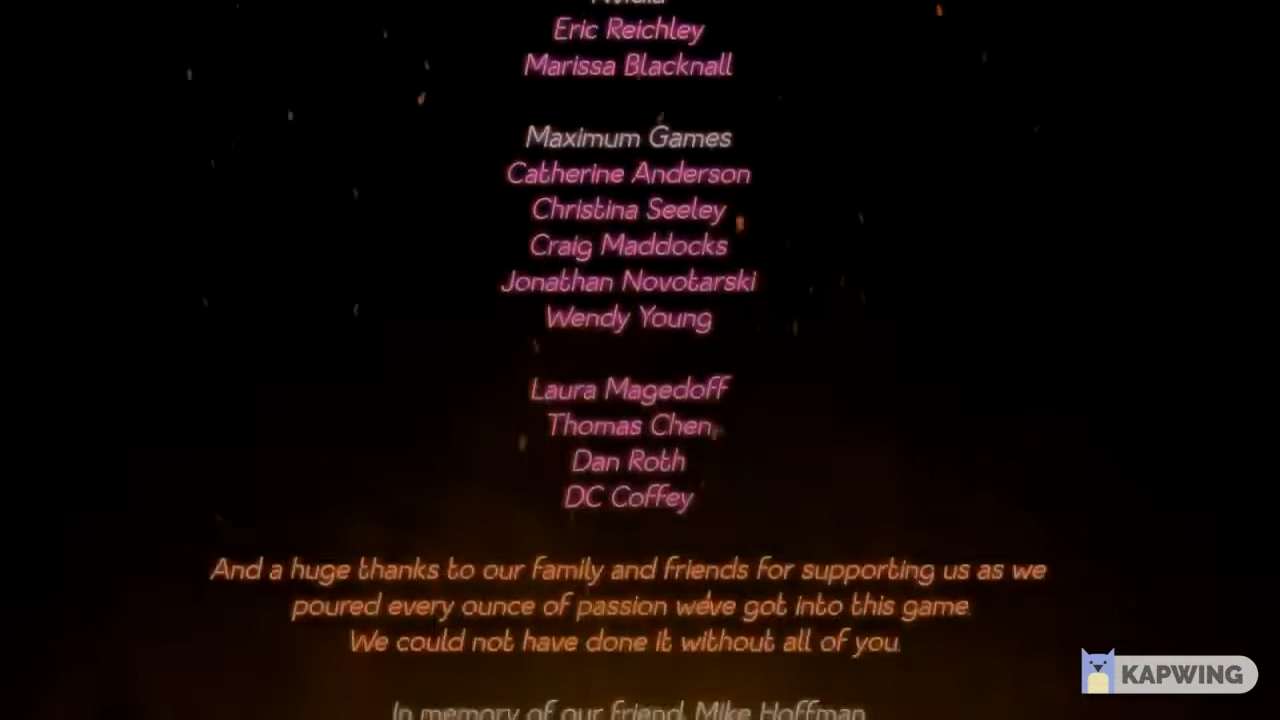 Nvidia
Eric Reichley
Marissa Blacknall
Maximum Games
Catherine Anderson
Christina Seeley
Craig Maddocks
Jonathan Novotarski
Wendy Young
Laura Magedoff
Thomas Chen
Dan Roth
DC Coffey
And a huge thanks to our family and friends for supporting us as we
poured every ounce of passion we've got into this game.
We could not have done it without all of you.
In memory of our friend, Mike Hoffman
KAPWING